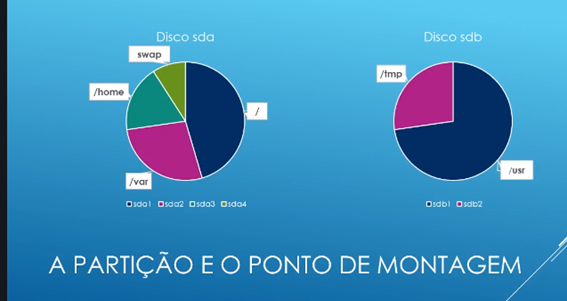 Disco sda
swap
/home
/
/var
sda1 sda2 sda3 sda4
Disco sdb
/tmp
/usr
sdb1 sdb2
A PARTIÇÃO E O PONTO DE MONTAGEM